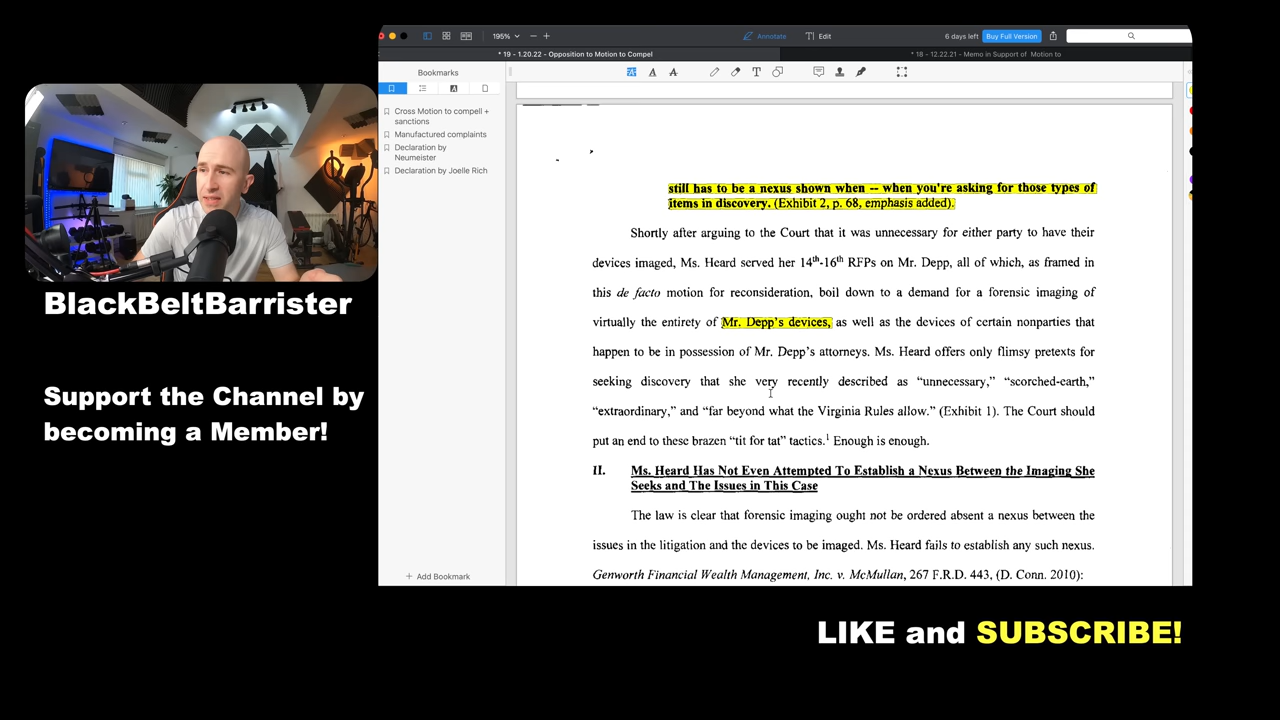 195%
Annotate
Edit
6 days left
Buy Full Version
* 19 - 1.20.22 - Opposition to Motion to Compel
* 18 - 12.22.21 - Memo in Support of Motion to
Bookmarks
Cross Motion to compell +
sanctions
Manufactured complaints
Declaration by
Neumeister
Declaration by Joelle Rich
Add Bookmark
still has to be a nexus shown when -- when you're asking for those types of
items in discovery. (Exhibit 2, p. 68, emphasis added).
Shortly after arguing to the Court that it was unnecessary for either party to have their
devices imaged, Ms. Heard served her 14th-16th RFPs on Mr. Depp, all of which, as framed in
this de facto motion for reconsideration, boil down to a demand for a forensic imaging of
virtually the entirety of Mr. Depp's devices, as well as the devices of certain nonparties that
happen to be in possession of Mr. Depp's attorneys. Ms. Heard offers only flimsy pretexts for
seeking discovery that she very recently described as “unnecessary,” “scorched-earth,”
“extraordinary,” and “far beyond what the Virginia Rules allow.” (Exhibit 1). The Court should
put an end to these brazen “tit for tat” tactics.1 Enough is enough.
II. Ms. Heard Has Not Even Attempted To Establish a Nexus Between the Imaging She
Seeks and The Issues in This Case
The law is clear that forensic imaging ought not be ordered absent a nexus between the
issues in the litigation and the devices to be imaged. Ms. Heard fails to establish any such nexus.
Genworth Financial Wealth Management, Inc. v. McMullan, 267 F.R.D. 443, (D. Conn. 2010):
BlackBeltBarrister
Support the Channel by
becoming a Member!
LIKE and SUBSCRIBE!